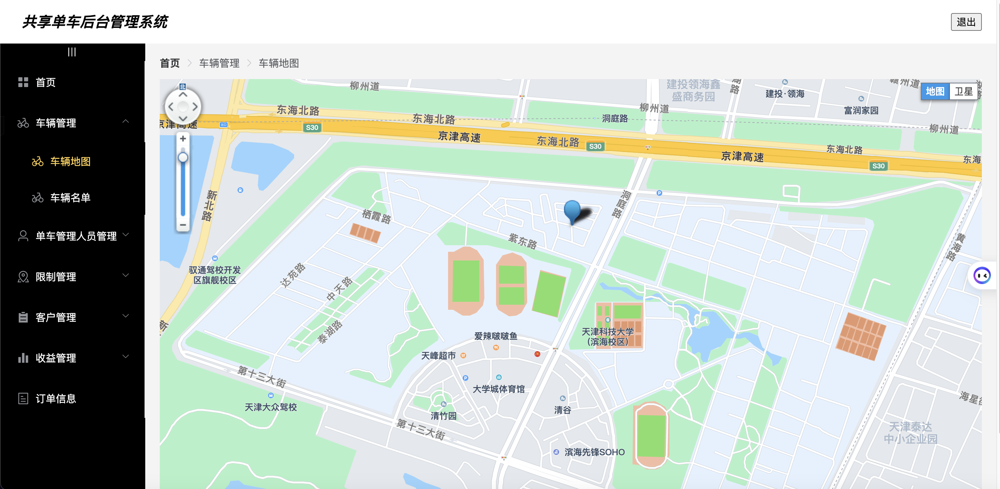 共享单车后台管理系统
退出
首页
车辆管理
车辆地图
车辆名单
单车管理人员管理
限制管理
客户管理
收益管理
订单信息
首页 > 车辆管理 > 车辆地图
北
地图
卫星
+
−
柳州道
建投领海鑫
盛商务园
湖路
建投·领海
赣州道
富润家园
东海北路
东海北路
柳州道
洞庭路
京津高速
出口
S30
京津高速
东海北路
S30
柳州道
东海北路
京津高速
东海
S30
新北路
洞庭路
P
栖霞路
紫东路
黄海路
驭通驾校开发
区旗舰校区
达苑路
中天路
泰湖路
新
爱辣啵啵鱼
天津科技大学
(滨海校区)
天峰超市
第十三大街
P
大学城体育馆
天津大众驾校
清竹园
清谷
第十三大街
海星街
天津泰达
中小企业园
滨海先锋SOHO